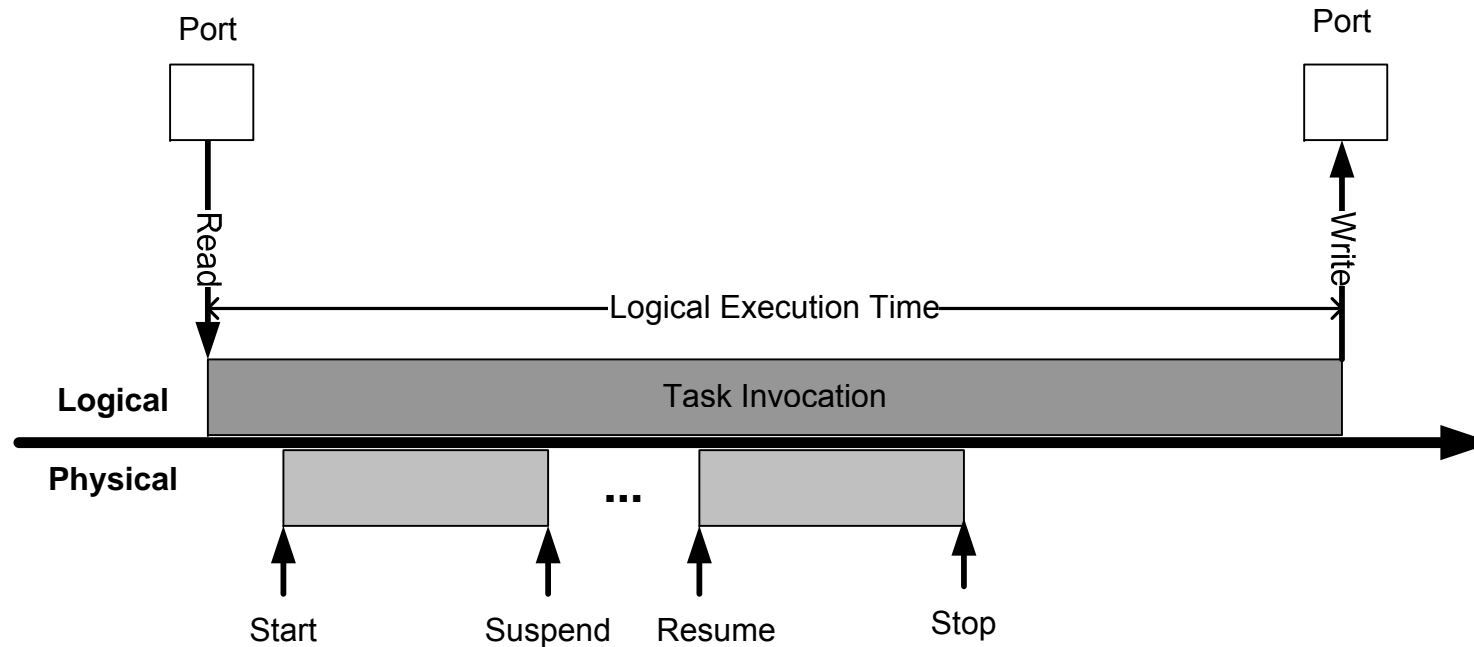 Port
Port
Read
Write
Logical Execution Time
Task Invocation
Logical
Physical
...
Start
Suspend
Resume
Stop